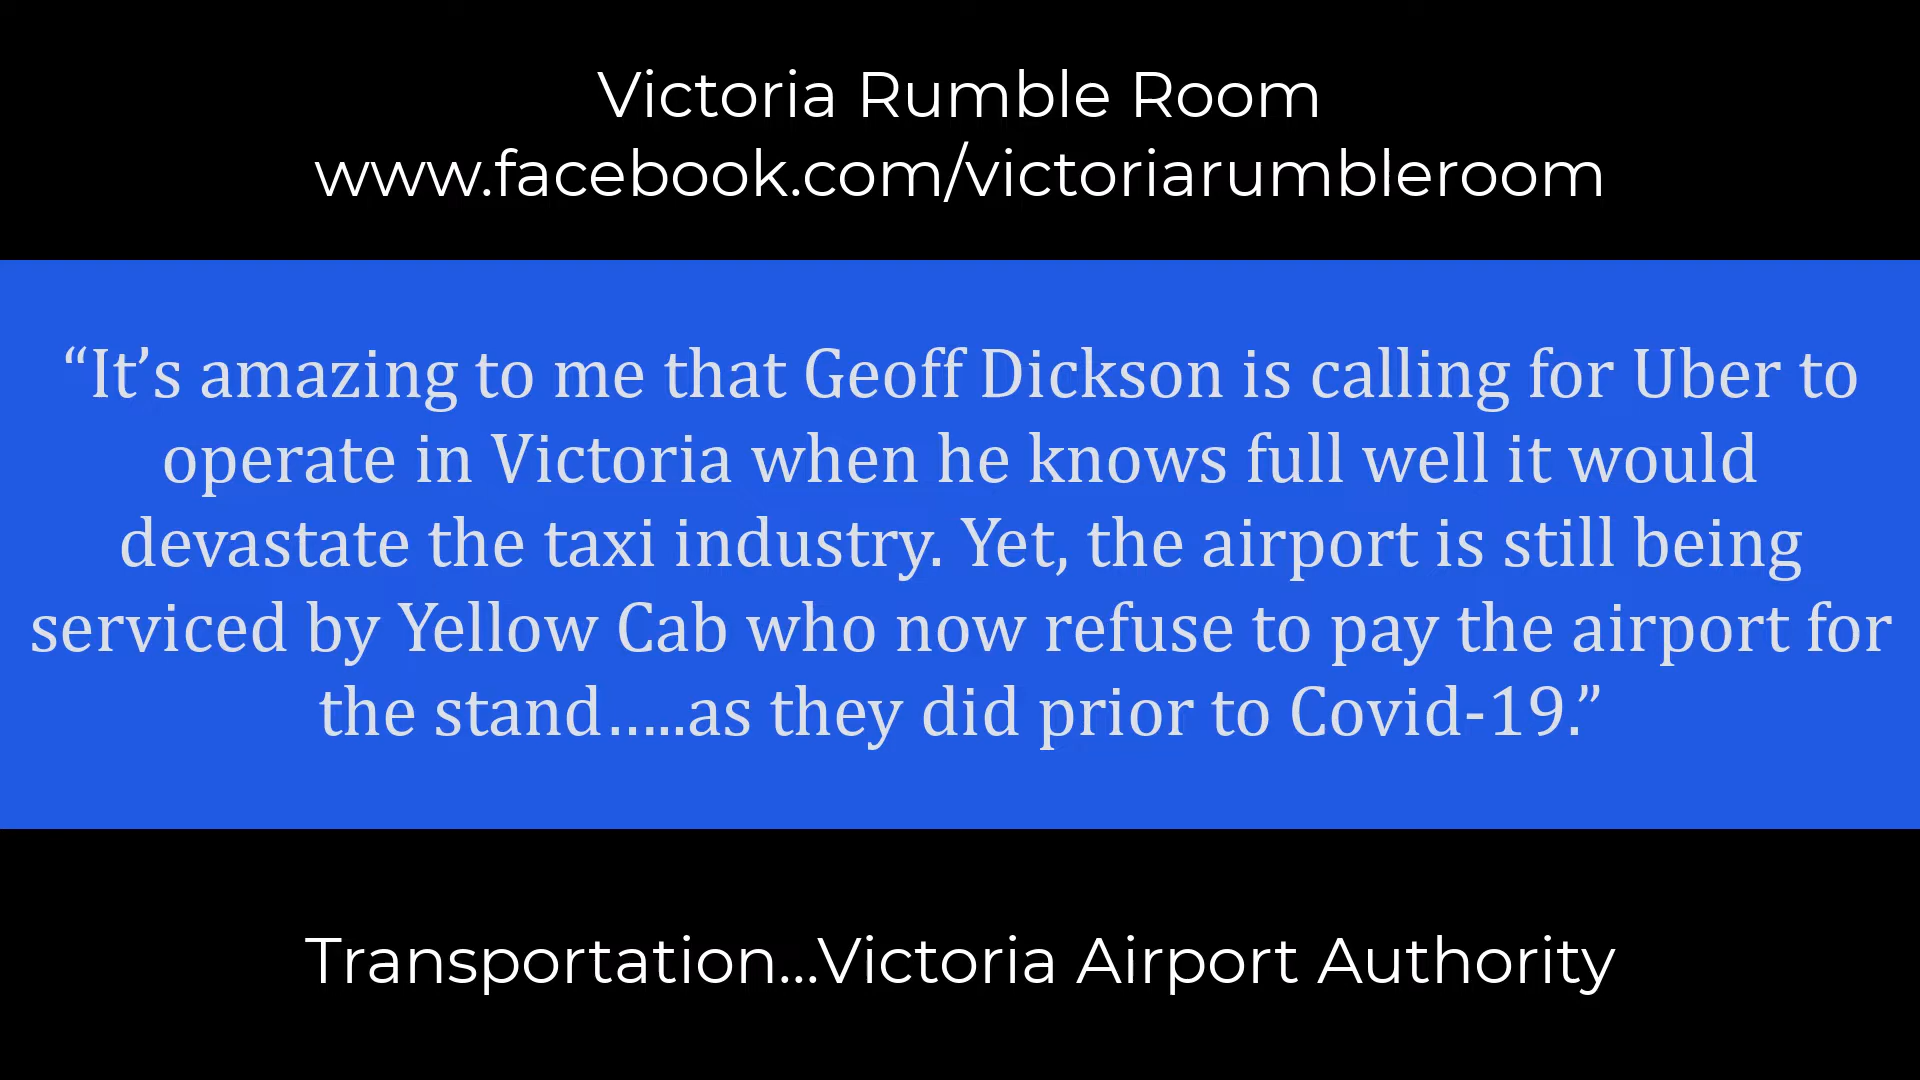 Victoria Rumble Room
www.facebook.com/victoriarumbleroom
“It’s amazing to me that Geoff Dickson is calling for Uber to
operate in Victoria when he knows full well it would
devastate the taxi industry. Yet, the airport is still being
serviced by Yellow Cab who now refuse to pay the airport for
the stand…..as they did prior to Covid-19.”
Transportation...Victoria Airport Authority